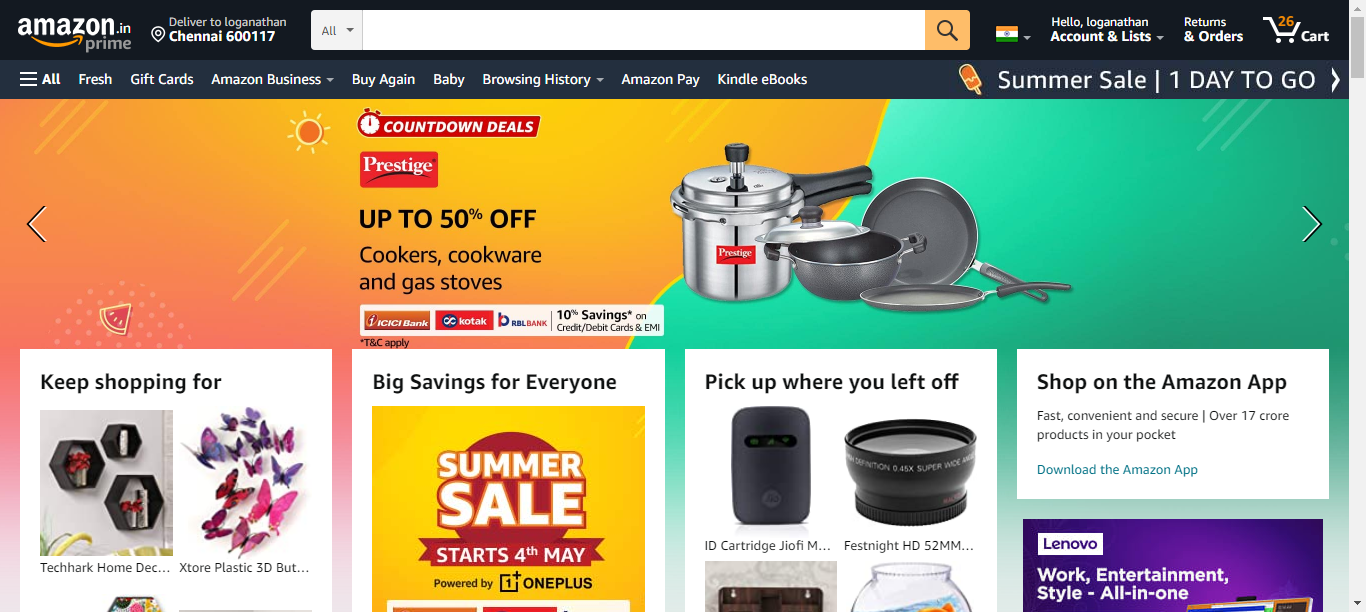 amazon.in
prime
Deliver to loganathan
Chennai 600117
All
Hello, loganathan
Account & Lists
Returns
& Orders
26
Cart
All
Fresh
Gift Cards
Amazon Business
Buy Again
Baby
Browsing History
Amazon Pay
Kindle eBooks
Summer Sale | 1 DAY TO GO
COUNTDOWN DEALS
Prestige
UP TO 50% OFF
Cookers, cookware
and gas stoves
ICICI Bank
kotak
RBLBANK
10% Savings* on
Credit/Debit Cards & EMI
*T&C apply
Prestige
Keep shopping for
Techhark Home Dec...
Xtore Plastic 3D But...
Big Savings for Everyone
SUMMER
SALE
STARTS 4th MAY
Powered by 1+ ONEPLUS
Pick up where you left off
DEFINITION 0.45X SUPER WIDE
ID Cartridge Jiofi M...
Festnight HD 52MM...
Shop on the Amazon App
Fast, convenient and secure | Over 17 crore
products in your pocket
Download the Amazon App
Lenovo
Work, Entertainment,
Style - All-in-one